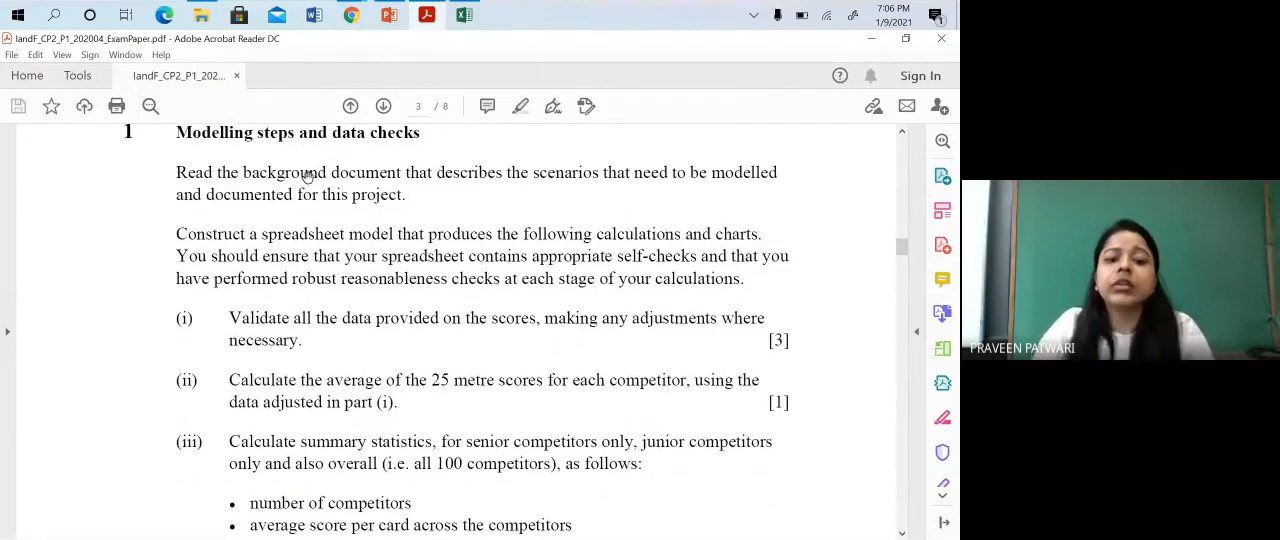 7:06 PM
1/9/2021
1
IandF_CP2_P1_202004_ExamPaper.pdf - Adobe Acrobat Reader DC
File Edit View Sign Window Help
Home Tools IandF_CP2_P1_202... × Sign In
3 / 8
1 Modelling steps and data checks
Read the background document that describes the scenarios that need to be modelled
and documented for this project.
Construct a spreadsheet model that produces the following calculations and charts.
You should ensure that your spreadsheet contains appropriate self-checks and that you
have performed robust reasonableness checks at each stage of your calculations.
(i) Validate all the data provided on the scores, making any adjustments where
necessary. [3]
(ii) Calculate the average of the 25 metre scores for each competitor, using the
data adjusted in part (i). [1]
(iii) Calculate summary statistics, for senior competitors only, junior competitors
only and also overall (i.e. all 100 competitors), as follows:
• number of competitors
• average score per card across the competitors
PRAVEEN PATWARI